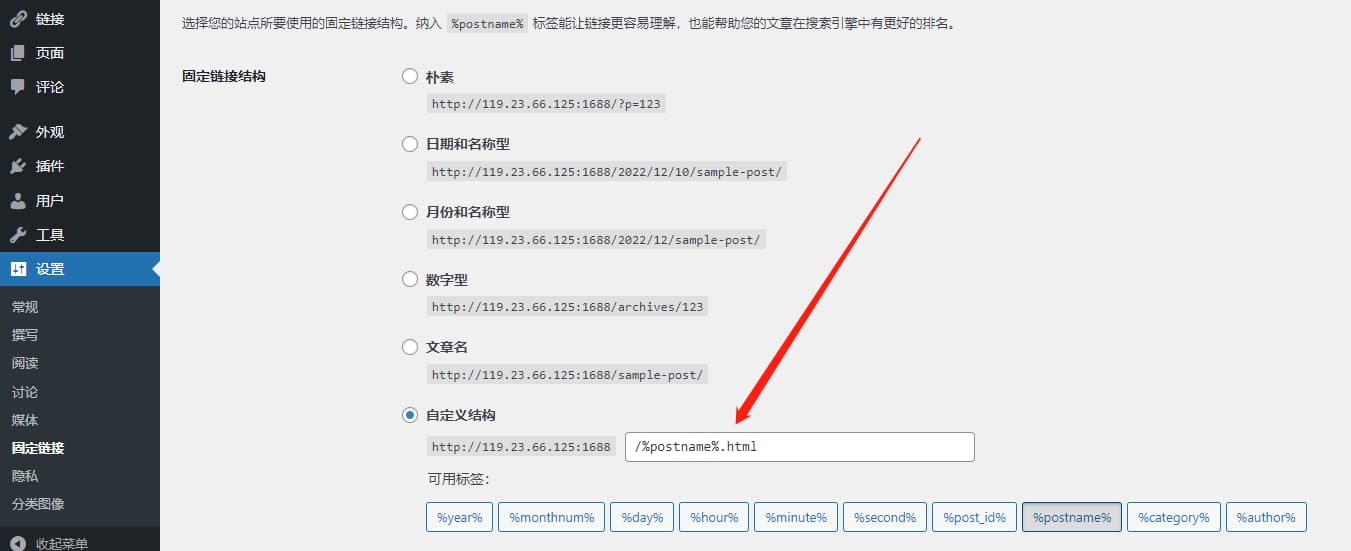 链接
页面
评论
外观
插件
用户
工具
设置
常规
撰写
阅读
讨论
媒体
固定链接
隐私
分类图像
收起菜单
选择您的站点所要使用的固定链接结构。纳入 %postname% 标签能让链接更容易理解，也能帮助您的文章在搜索引擎中有更好的排名。
固定链接结构
朴素
http://119.23.66.125:1688/?p=123
日期和名称型
http://119.23.66.125:1688/2022/12/10/sample-post/
月份和名称型
http://119.23.66.125:1688/2022/12/sample-post/
数字型
http://119.23.66.125:1688/archives/123
文章名
http://119.23.66.125:1688/sample-post/
自定义结构
http://119.23.66.125:1688 /%postname%.html
可用标签：
%year% %monthnum% %day% %hour% %minute% %second% %post_id% %postname% %category% %author%